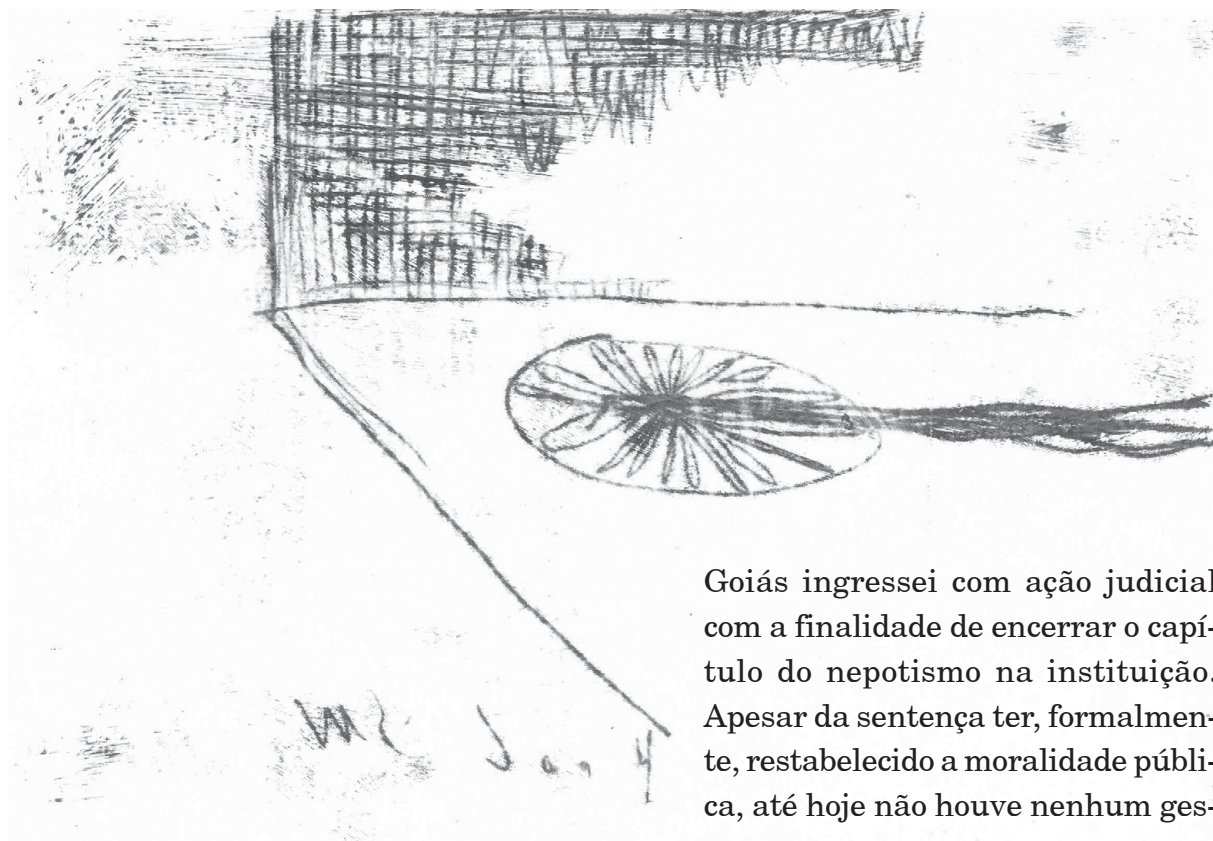 Goiás ingressei com ação judicial
com a finalidade de encerrar o capí-
tulo do nepotismo na instituição.
Apesar da sentença ter, formalmen-
te, restabelecido a moralidade públi-
ca, até hoje não houve nenhum ges-